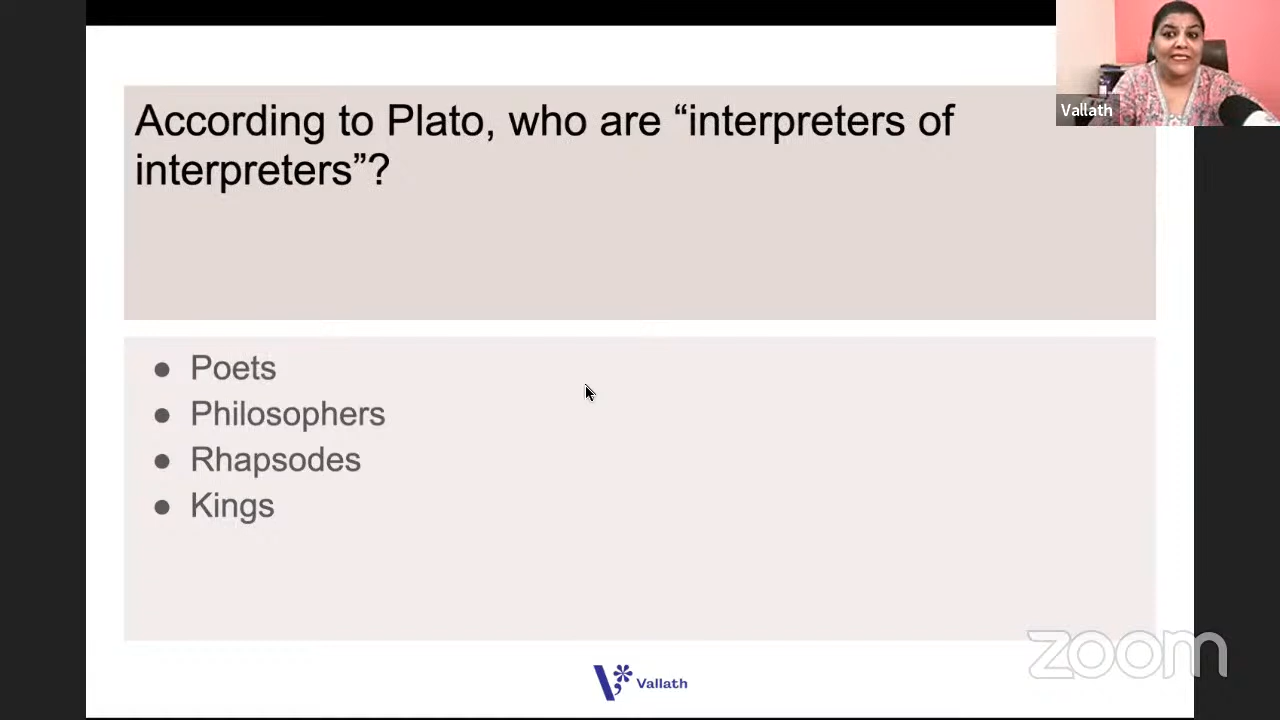 According to Plato, who are “interpreters of
interpreters”?
Vallath
● Poets
● Philosophers
● Rhapsodes
● Kings
zoom
Vallath